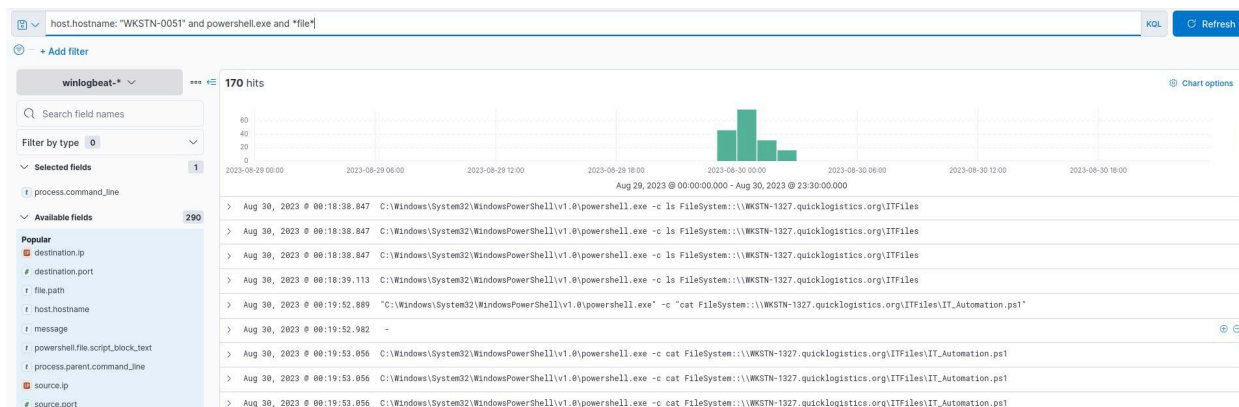 host.hostname: "WKSTN-0051" and powershell.exe and *file*
KQL
Refresh
+ Add filter
winlogbeat-*
170 hits
Chart options
Search field names
Filter by type 0
Selected fields 1
process.command_line
Available fields 290
Popular
destination.ip
destination.port
file.path
host.hostname
message
powershell.file.script_block_text
process.parent.command_line
source.ip
source.port
60
40
20
0
2023-08-29 00:00 2023-08-29 06:00 2023-08-29 12:00 2023-08-29 18:00 2023-08-30 00:00 2023-08-30 06:00 2023-08-30 12:00 2023-08-30 18:00
Aug 29, 2023 @ 00:00:00.000 - Aug 30, 2023 @ 23:30:00.000
> Aug 30, 2023 @ 00:18:38.847 C:\Windows\System32\WindowsPowerShell\v1.0\powershell.exe -c ls FileSystem::\\WKSTN-1327.quicklogistics.org\ITFiles
> Aug 30, 2023 @ 00:18:38.847 C:\Windows\System32\WindowsPowerShell\v1.0\powershell.exe -c ls FileSystem::\\WKSTN-1327.quicklogistics.org\ITFiles
> Aug 30, 2023 @ 00:18:38.847 C:\Windows\System32\WindowsPowerShell\v1.0\powershell.exe -c ls FileSystem::\\WKSTN-1327.quicklogistics.org\ITFiles
> Aug 30, 2023 @ 00:18:39.113 C:\Windows\System32\WindowsPowerShell\v1.0\powershell.exe -c ls FileSystem::\\WKSTN-1327.quicklogistics.org\ITFiles
> Aug 30, 2023 @ 00:19:52.889 "C:\Windows\System32\WindowsPowerShell\v1.0\powershell.exe" -c "cat FileSystem::\\WKSTN-1327.quicklogistics.org\ITFiles\IT_Automation.ps1"
> Aug 30, 2023 @ 00:19:52.982 -
> Aug 30, 2023 @ 00:19:53.056 C:\Windows\System32\WindowsPowerShell\v1.0\powershell.exe -c cat FileSystem::\\WKSTN-1327.quicklogistics.org\ITFiles\IT_Automation.ps1
> Aug 30, 2023 @ 00:19:53.056 C:\Windows\System32\WindowsPowerShell\v1.0\powershell.exe -c cat FileSystem::\\WKSTN-1327.quicklogistics.org\ITFiles\IT_Automation.ps1
> Aug 30, 2023 @ 00:19:53.056 C:\Windows\System32\WindowsPowerShell\v1.0\powershell.exe -c cat FileSystem::\\WKSTN-1327.quicklogistics.org\ITFiles\IT_Automation.ps1